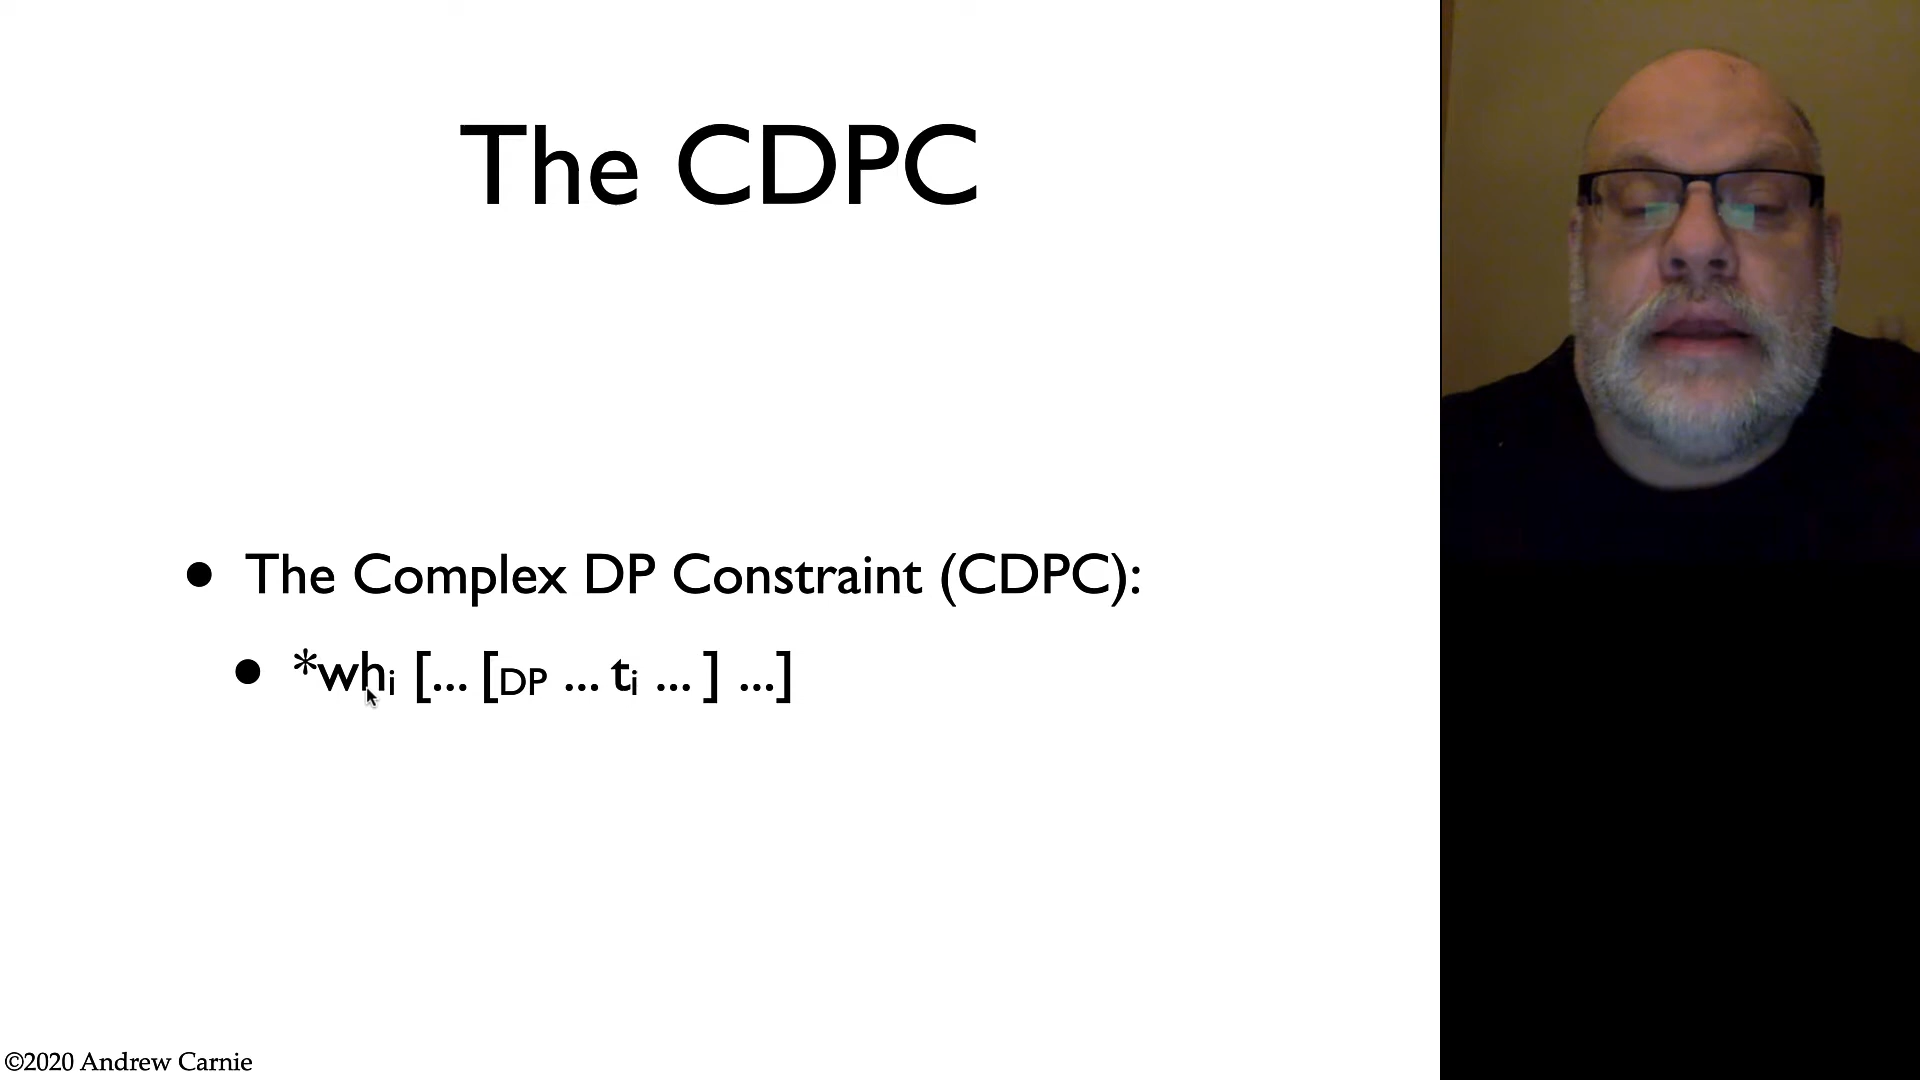 The CDPC
● The Complex DP Constraint (CDPC):
● *whᵢ [... [DP ... tᵢ ... ] ...]
©2020 Andrew Carnie